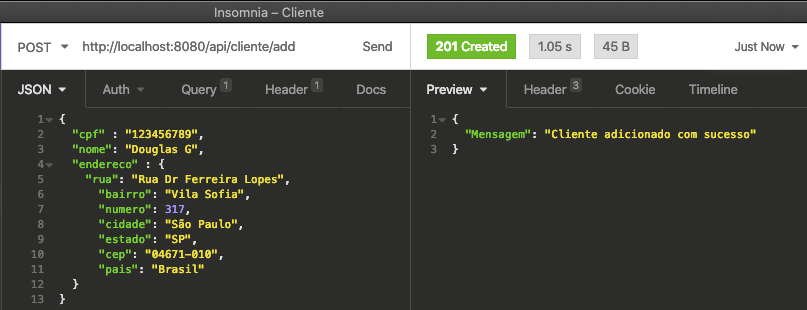 Insomnia – Cliente
POST http://localhost:8080/api/cliente/add Send 201 Created 1.05 s 45 B Just Now
JSON Auth Query 1 Header 1 Docs Preview Header 3 Cookie Timeline
1 {
2 "cpf" : "123456789",
3 "nome": "Douglas G",
4 "endereco" : {
5 "rua": "Rua Dr Ferreira Lopes",
6 "bairro": "Vila Sofia",
7 "numero": 317,
8 "cidade": "São Paulo",
9 "estado": "SP",
10 "cep": "04671-010",
11 "pais": "Brasil"
12 }
13 }
1 {
2 "Mensagem": "Cliente adicionado com sucesso"
3 }